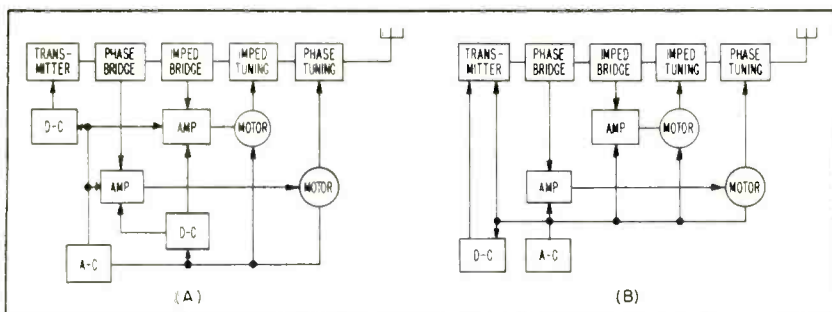 TRANS-
MITTER
PHASE
BRIDGE
IMPED
BRIDGE
IMPED
TUNING
PHASE
TUNING
D-C
AMP
MOTOR
AMP
MOTOR
D-C
A-C
(A)
TRANS-
MITTER
PHASE
BRIDGE
IMPED
BRIDGE
IMPED
TUNING
PHASE
TUNING
AMP
MOTOR
AMP
MOTOR
D-C
A-C
(B)